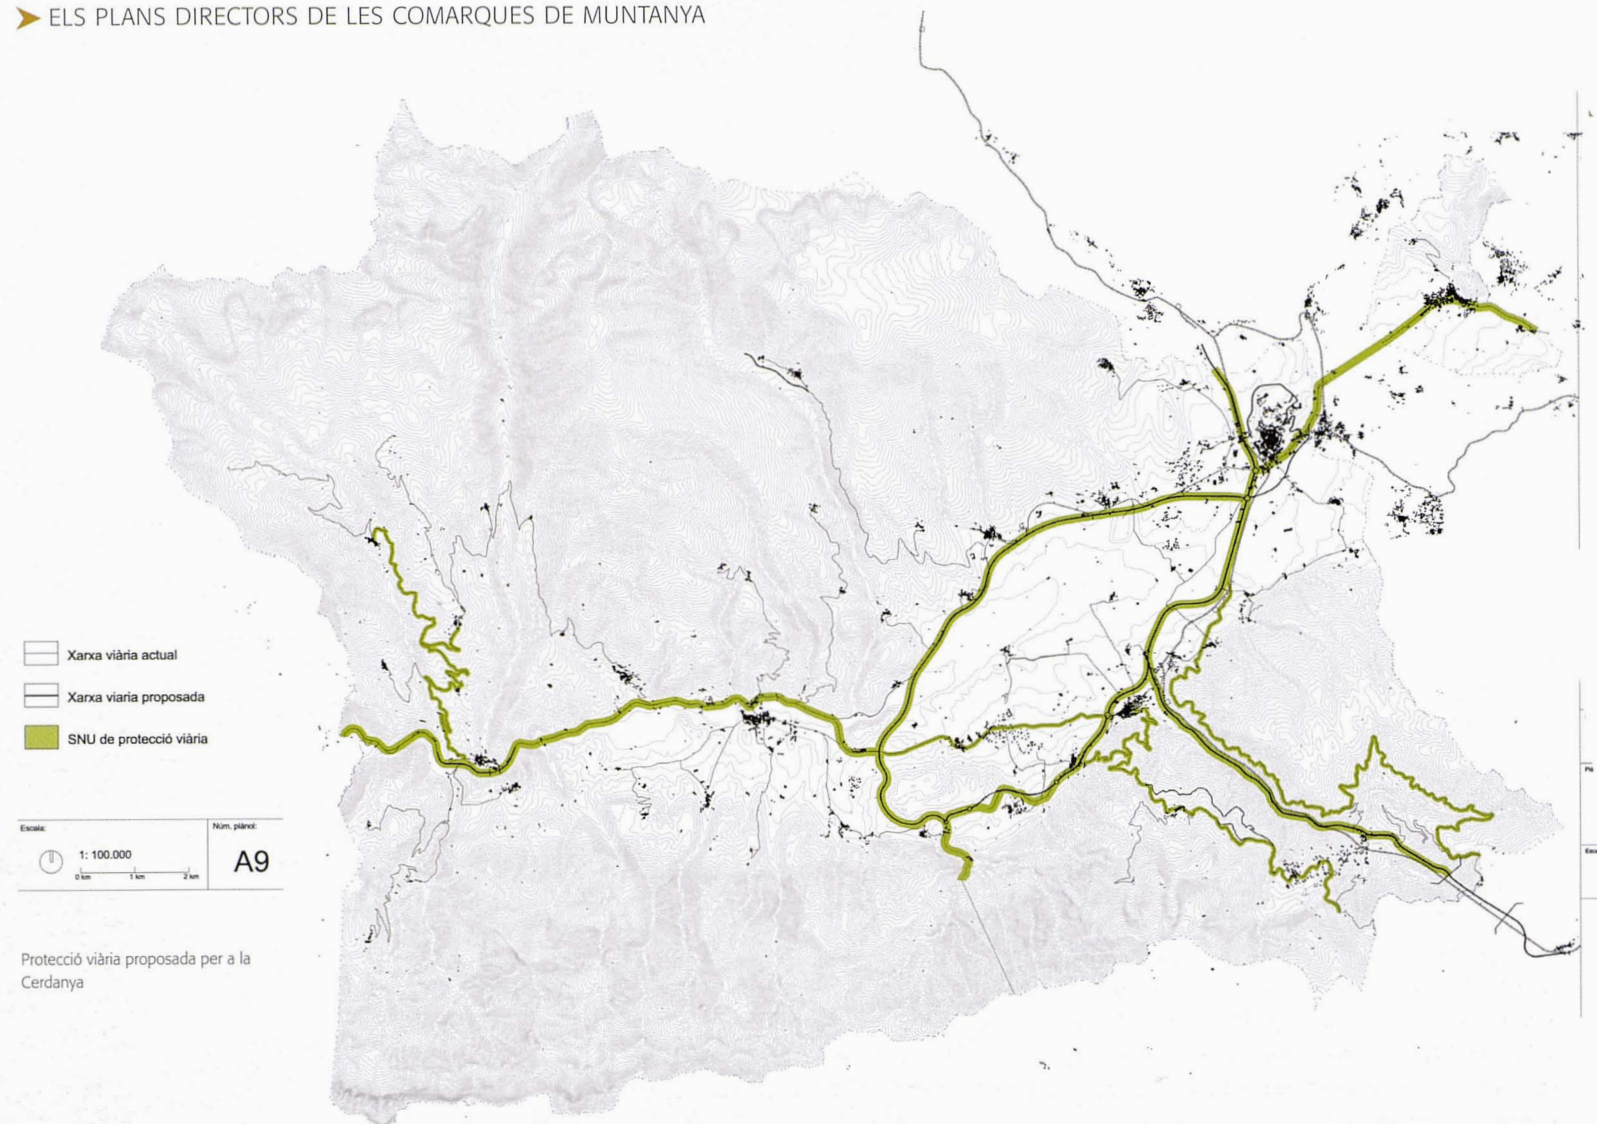 ELS PLANS DIRECTORS DE LES COMARQUES DE MUNTANYA
Xarxa viària actual
Xarxa viaria proposada
SNU de protecció viària
Escala:
Núm. plànol:
1: 100.000
A9
0 km 1 km 2 km
Protecció viària proposada per a la
Cerdanya